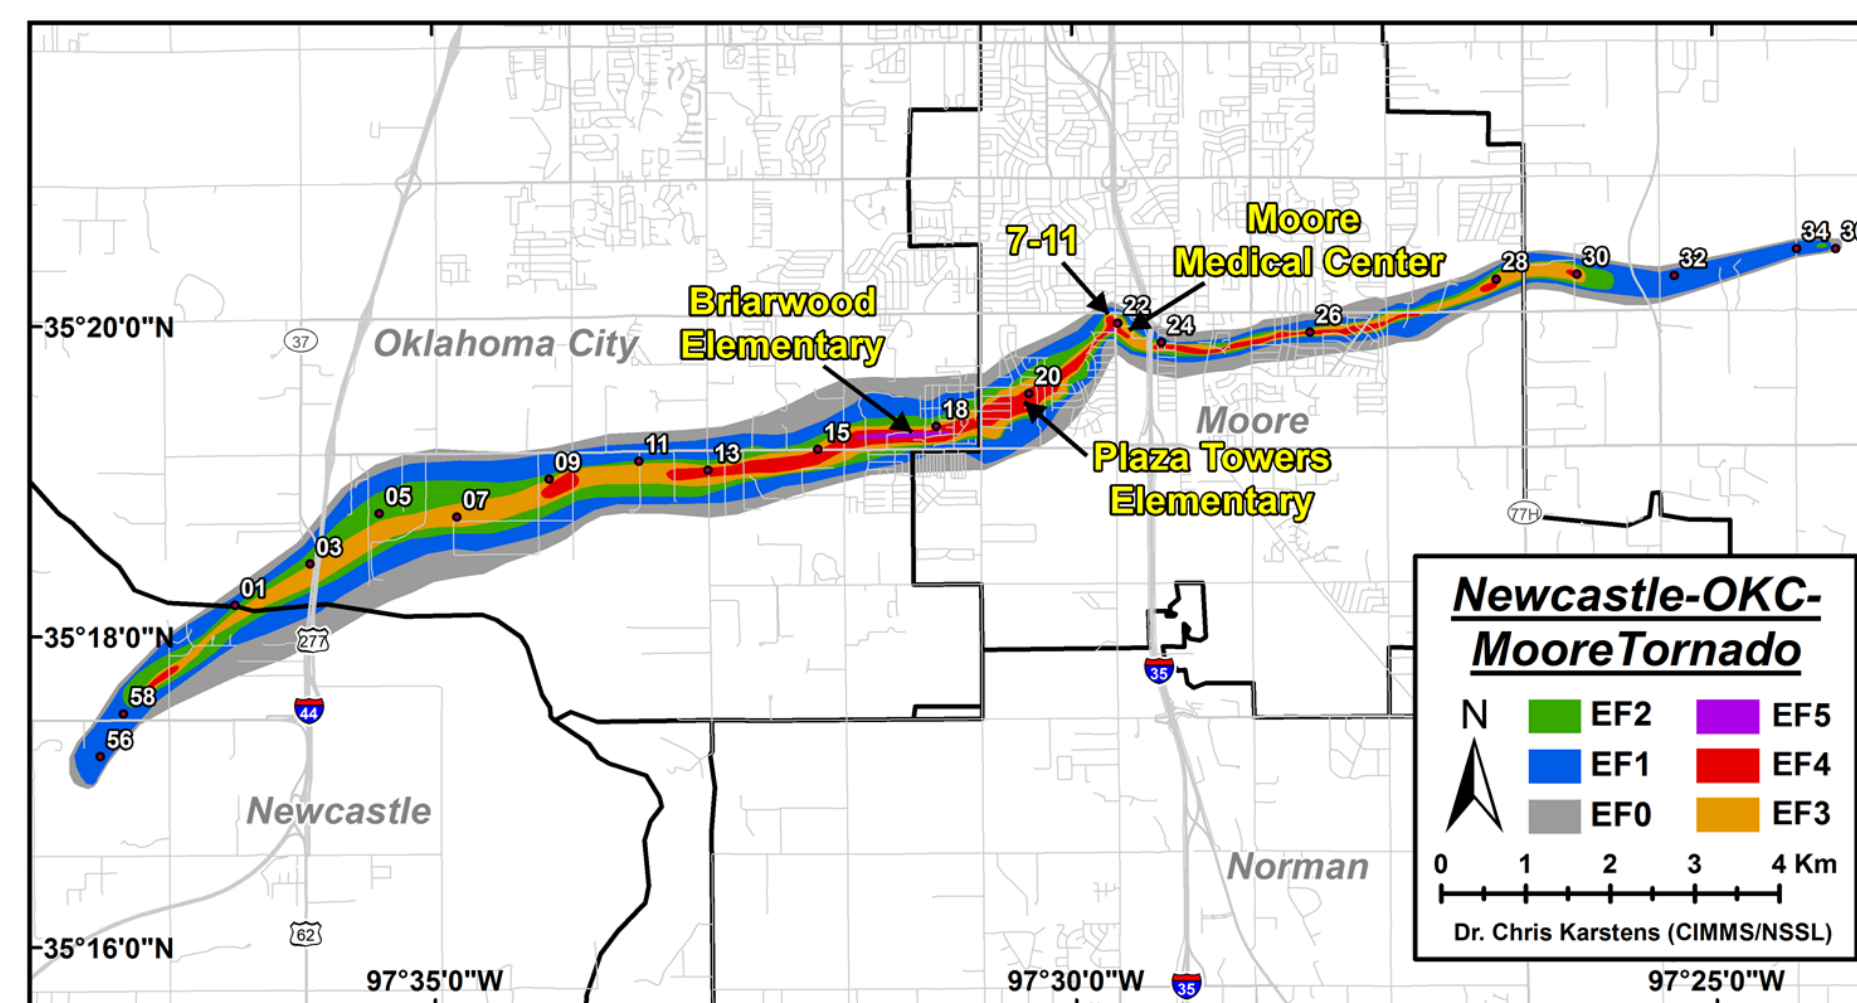 7-11
Moore
Medical Center
Briarwood
Elementary
Plaza Towers
Elementary
Oklahoma City
Moore
Newcastle
Norman
56
58
01
03
05
07
09
11
13
15
18
20
22
24
26
28
30
32
34
37
277
44
62
35
35
77H
35°20'0"N
35°18'0"N
35°16'0"N
97°35'0"W
97°30'0"W
97°25'0"W
Newcastle-OKC-
MooreTornado
N
EF2
EF5
EF1
EF4
EF0
EF3
0 1 2 3 4 Km
Dr. Chris Karstens (CIMMS/NSSL)